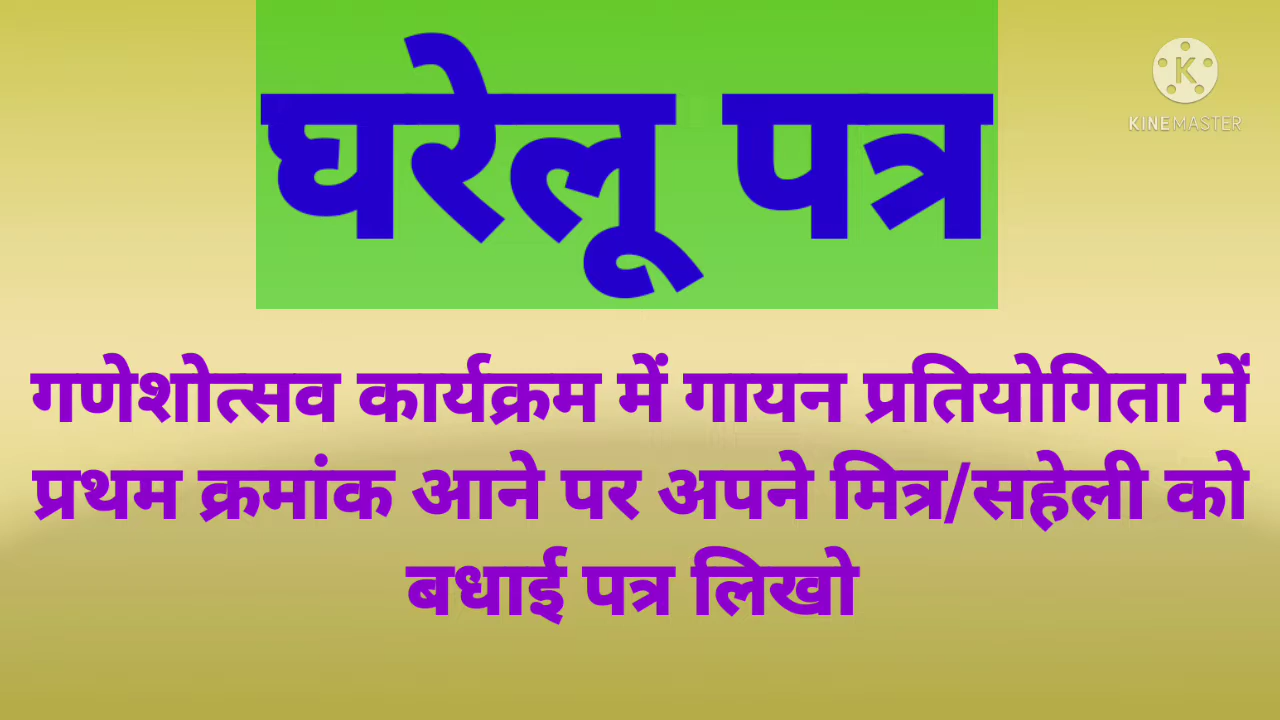 घरेलू पत्र
KINEMASTER
गणेशोत्सव कार्यक्रम में गायन प्रतियोगिता में
प्रथम क्रमांक आने पर अपने मित्र/सहेली को
बधाई पत्र लिखो